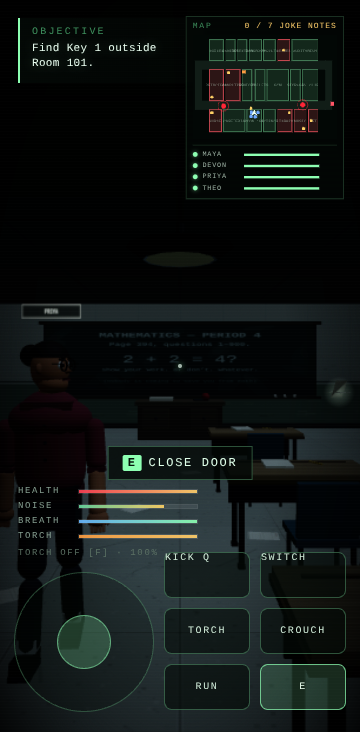 OBJECTIVE
Find Key 1 outside
Room 101.
MAP
0 / 7 JOKE NOTES
MAYA
DEVON
PRIYA
THEO
MATHEMATICS — PERIOD 4
2 + 2 = 4?
E CLOSE DOOR
HEALTH
NOISE
BREATH
TORCH
TORCH OFF [F] · 100%
KICK Q
SWITCH
TORCH
CROUCH
RUN
E